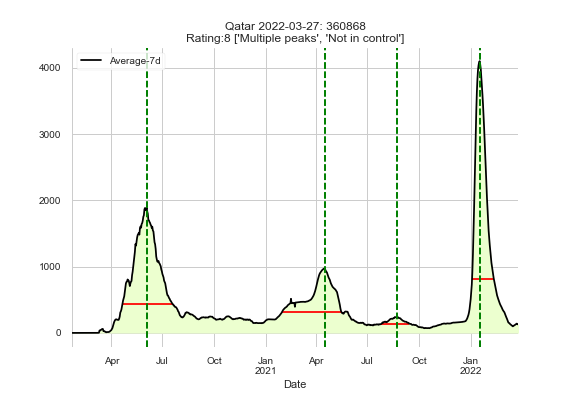 Qatar 2022-03-27: 360868
Rating:8 ['Multiple peaks', 'Not in control']
Average-7d
4000
3000
2000
1000
0
Apr
Jul
Oct
Jan
2021
Apr
Jul
Oct
Jan
2022
Date